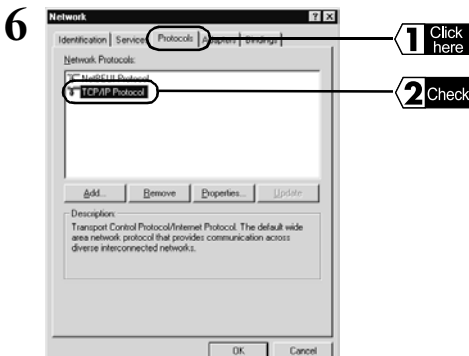 6
Network
Identification Services Protocols Adapters Bindings
Network Protocols:
NetBEUI Protocol
TCP/IP Protocol
Add... Remove Properties... Update
Description:
Transport Control Protocol/Internet Protocol. The default wide
area network protocol that provides communication across
diverse interconnected networks.
OK Cancel
1 Click
here
2 Check